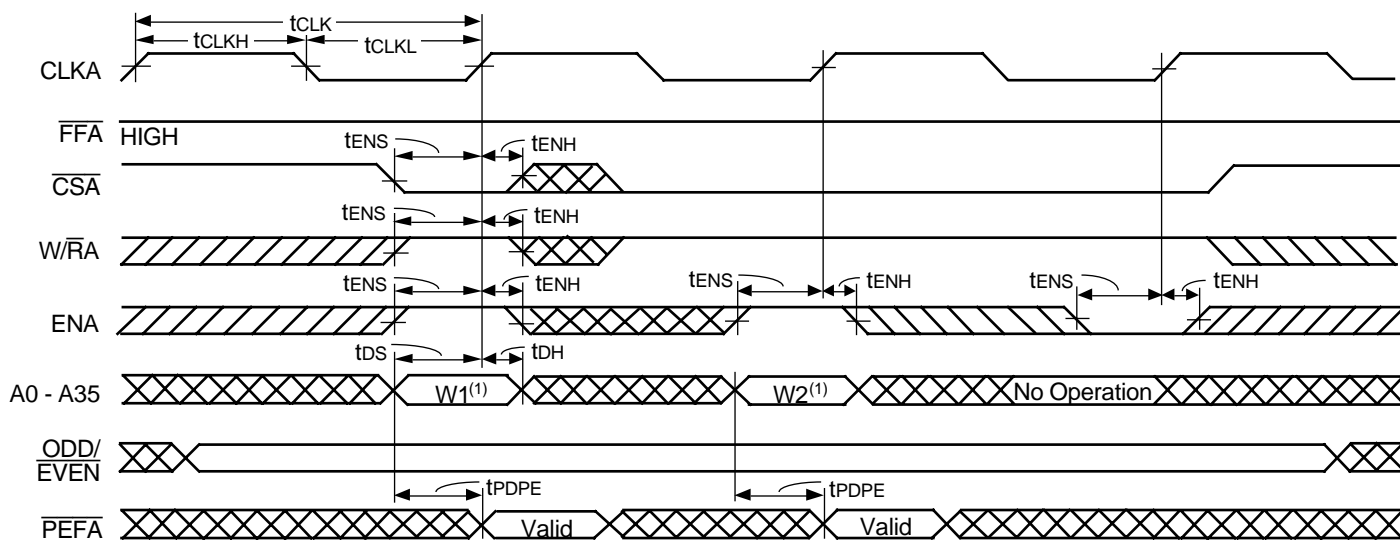 tCLK
tCLKH tCLKL
CLKA
FFA HIGH
tENS tENH
CSA
tENS tENH
W/RA
tENS tENH tENS tENH tENS tENH
ENA
tDS tDH
A0 - A35 W1(1) W2(1) No Operation
ODD/
EVEN
tPDPE tPDPE
PEFA Valid Valid